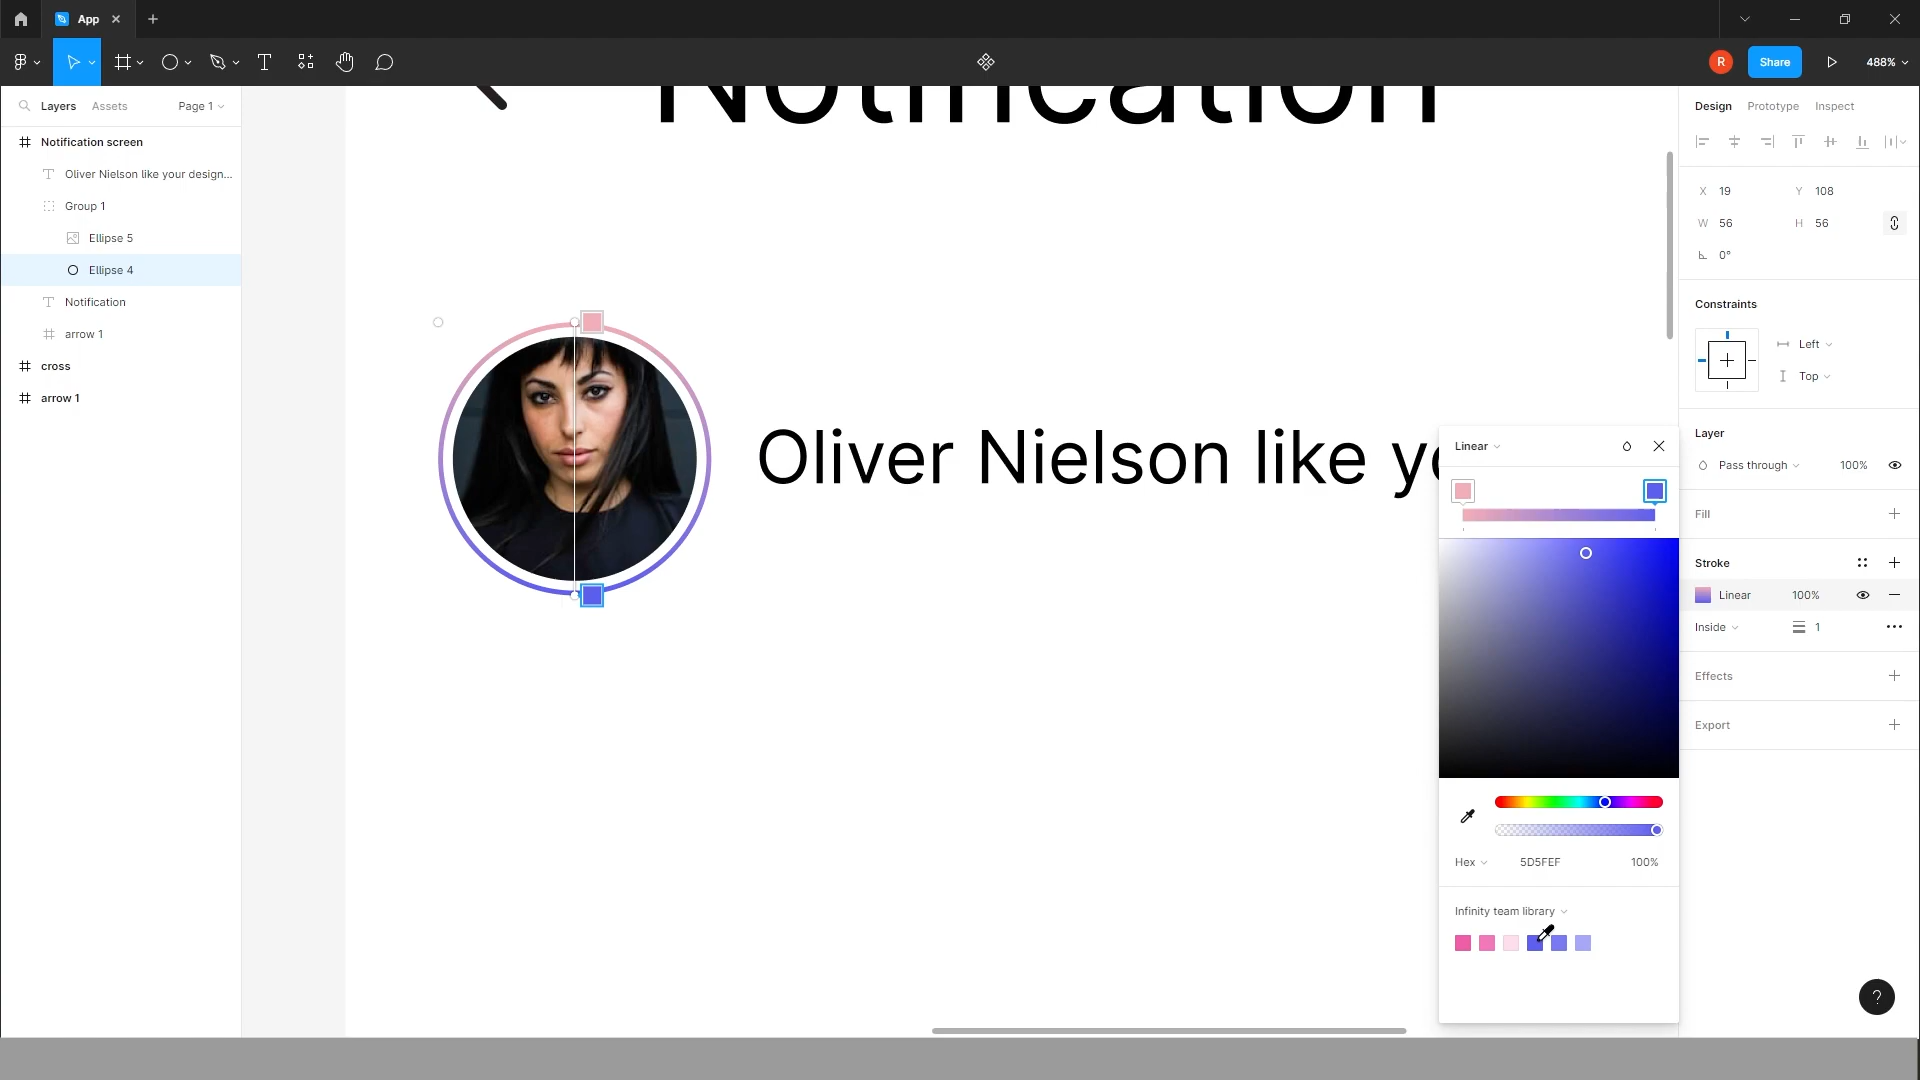 App
R
Share
488%
Layers
Assets
Page 1
Design
Prototype
Inspect
Notification screen
Oliver Nielson like your design...
Group 1
Ellipse 5
Ellipse 4
Notification
arrow 1
cross
arrow 1
Notification
Oliver Nielson like yo
X 19
Y 108
W 56
H 56
0°
Constraints
Left
Top
Layer
Pass through
100%
Fill
Stroke
Linear
100%
Inside
1
Effects
Export
Linear
Hex
5D5FEF
100%
Infinity team library
?